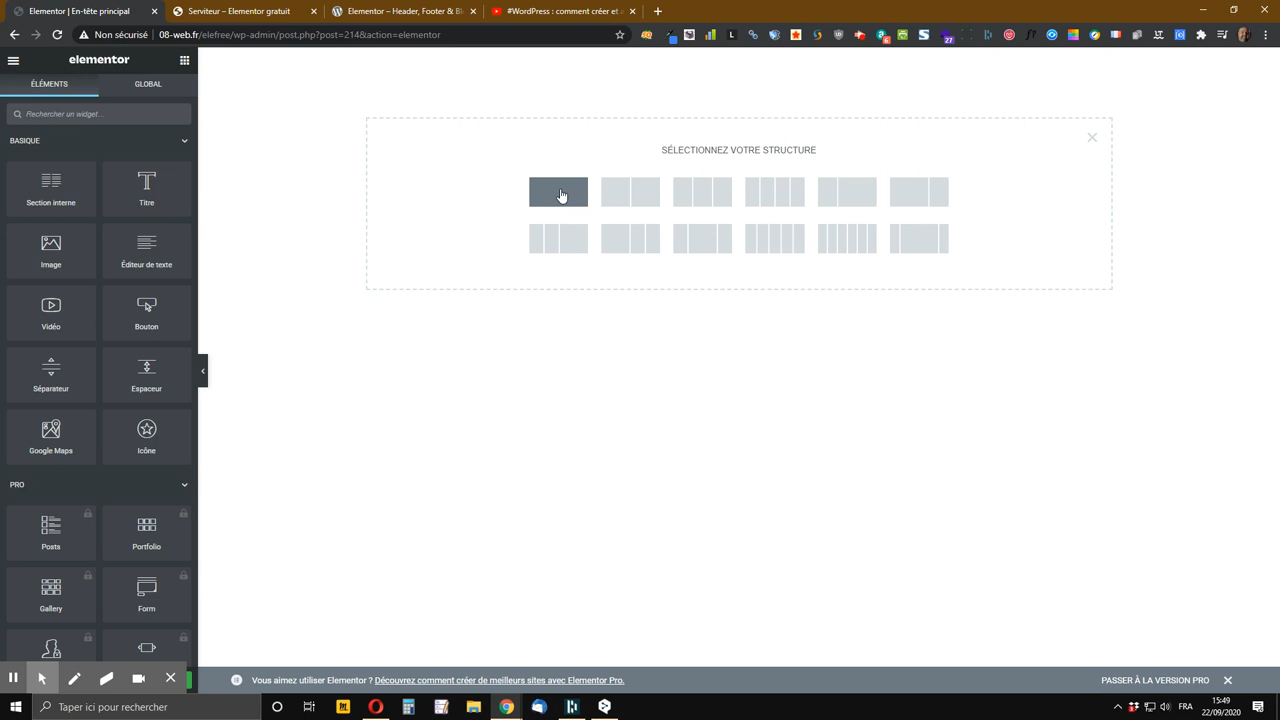 Elementor | En-tête principal
Serviteur – Elementor gratuit
Elementor – Header, Footer & Bl
#WordPress : comment créer et a
Non sécurisé
08-web.fr/elefree/wp-admin/post.php?post=214&action=elementor
6
27
elementor
ÉLÉMENTS
GLOBAL
Rechercher un widget...
BASIQUE
Section interne
Titre
Image
Éditeur de texte
Vidéo
Bouton
Séparateur
Espaceur
Google Maps
Icône
PRO
Posts
Portfolio
Gallery
Form
SÉLECTIONNEZ VOTRE STRUCTURE
Vous aimez utiliser Elementor ? Découvrez comment créer de meilleurs sites avec Elementor Pro.
PASSER À LA VERSION PRO
Taper ici pour rechercher
FRA
15:49
22/09/2020